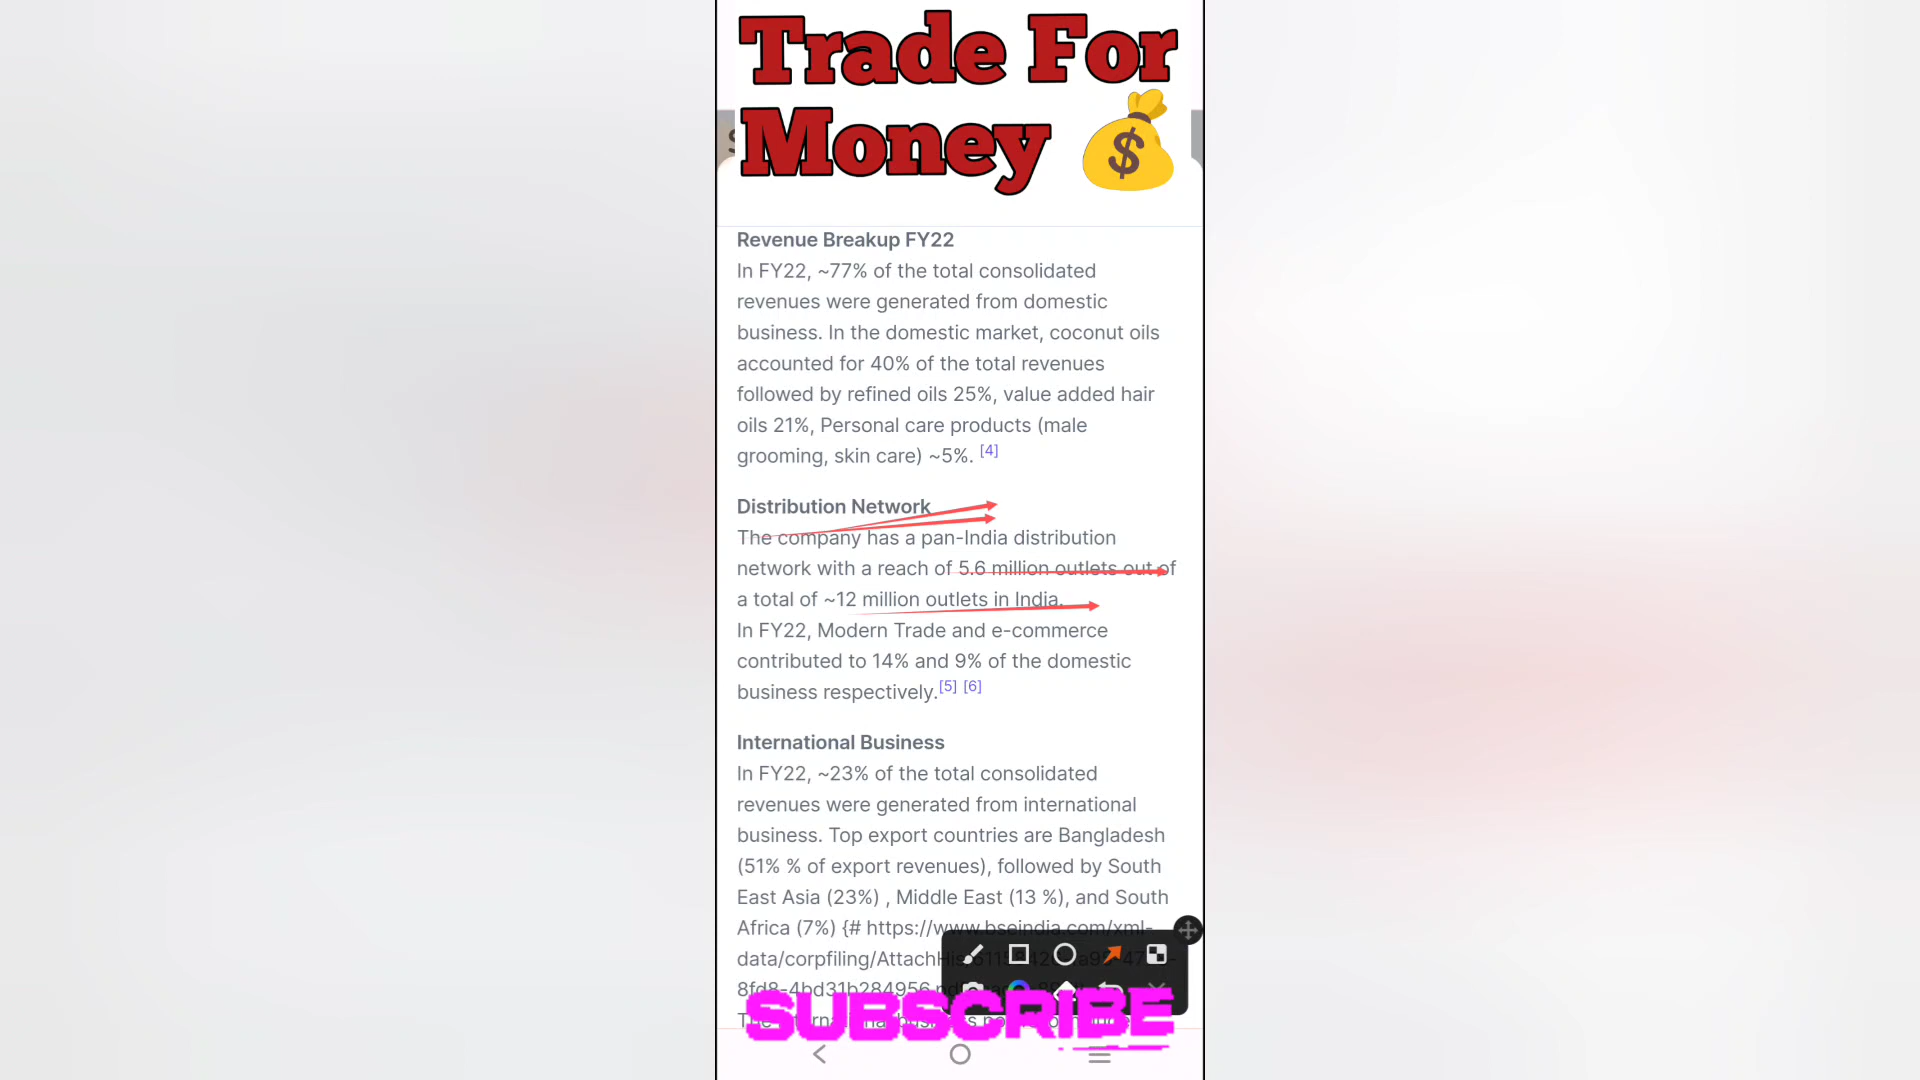 Trade For
Money
Revenue Breakup FY22
In FY22, ~77% of the total consolidated
revenues were generated from domestic
business. In the domestic market, coconut oils
accounted for 40% of the total revenues
followed by refined oils 25%, value added hair
oils 21%, Personal care products (male
grooming, skin care) ~5%. [4]
Distribution Network
The company has a pan-India distribution
network with a reach of 5.6 million outlets out of
a total of ~12 million outlets in India.
In FY22, Modern Trade and e-commerce
contributed to 14% and 9% of the domestic
business respectively.[5] [6]
International Business
In FY22, ~23% of the total consolidated
revenues were generated from international
business. Top export countries are Bangladesh
(51% % of export revenues), followed by South
East Asia (23%) , Middle East (13 %), and South
Africa (7%) {# https://www.bseindia.com/xml-
data/corpfiling/AttachHis
8fd8-4bd31b284956.pdf
SUBSCRIBE